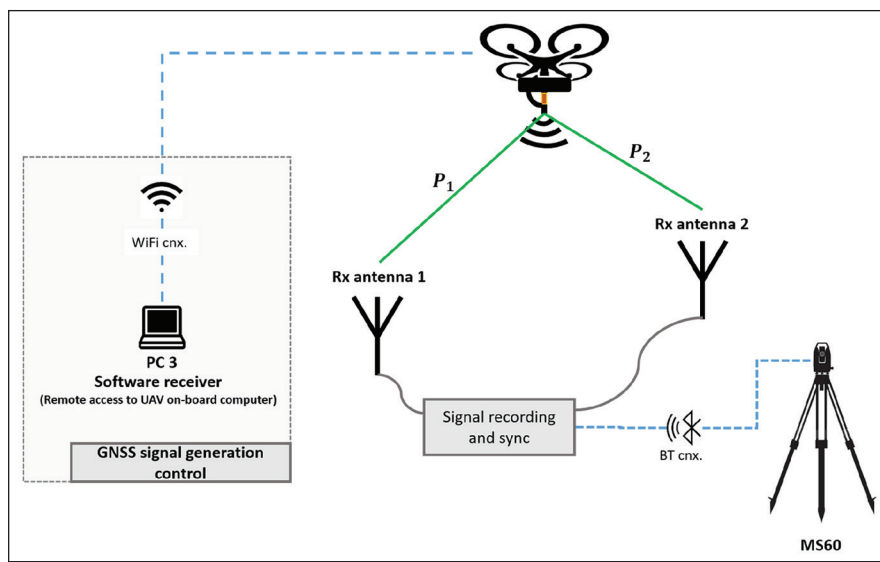 P₁
P₂
Rx antenna 2
WiFi cnx.
Rx antenna 1
PC 3
Software receiver
(Remote access to UAV on-board computer)
Signal recording
and sync
GNSS signal generation
control
BT cnx.
MS60